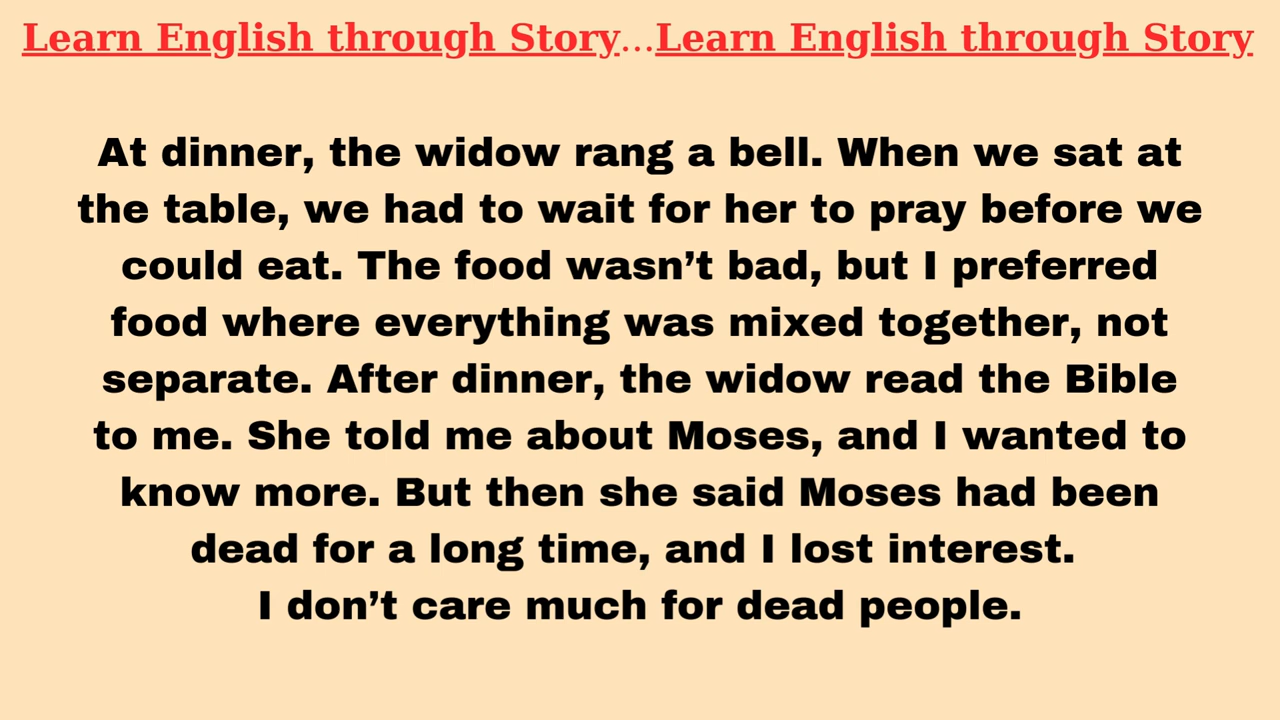 Learn English through Story...Learn English through Story
At dinner, the widow rang a bell. When we sat at
the table, we had to wait for her to pray before we
could eat. The food wasn’t bad, but I preferred
food where everything was mixed together, not
separate. After dinner, the widow read the Bible
to me. She told me about Moses, and I wanted to
know more. But then she said Moses had been
dead for a long time, and I lost interest.
I don’t care much for dead people.